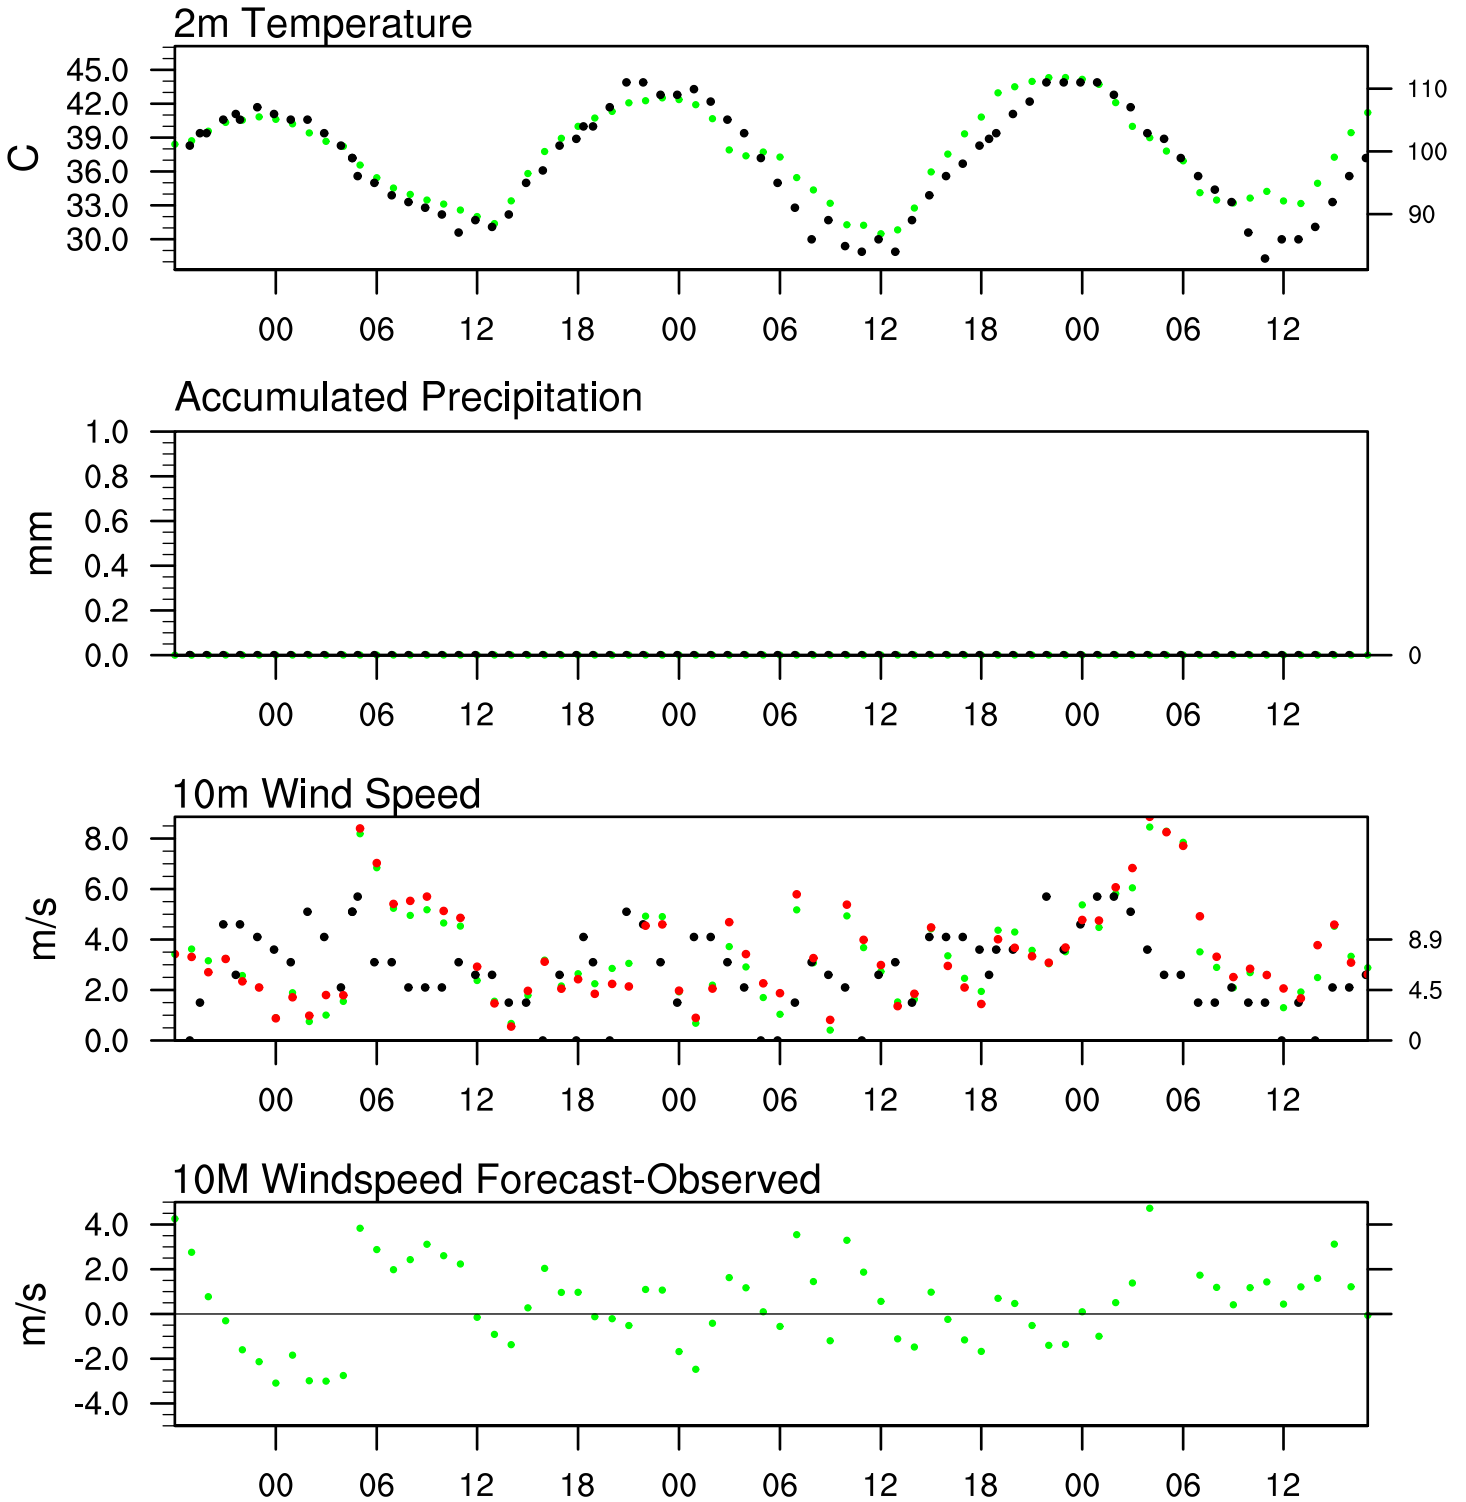 2m Temperature
45.0
42.0
39.0
36.0
33.0
30.0
C
110
100
90
00 06 12 18 00 06 12 18 00 06 12
Accumulated Precipitation
1.0
0.8
0.6
0.4
0.2
0.0
mm
0
00 06 12 18 00 06 12 18 00 06 12
10m Wind Speed
8.0
6.0
4.0
2.0
0.0
m/s
8.9
4.5
0
00 06 12 18 00 06 12 18 00 06 12
10M Windspeed Forecast-Observed
4.0
2.0
0.0
-2.0
-4.0
m/s
00 06 12 18 00 06 12 18 00 06 12